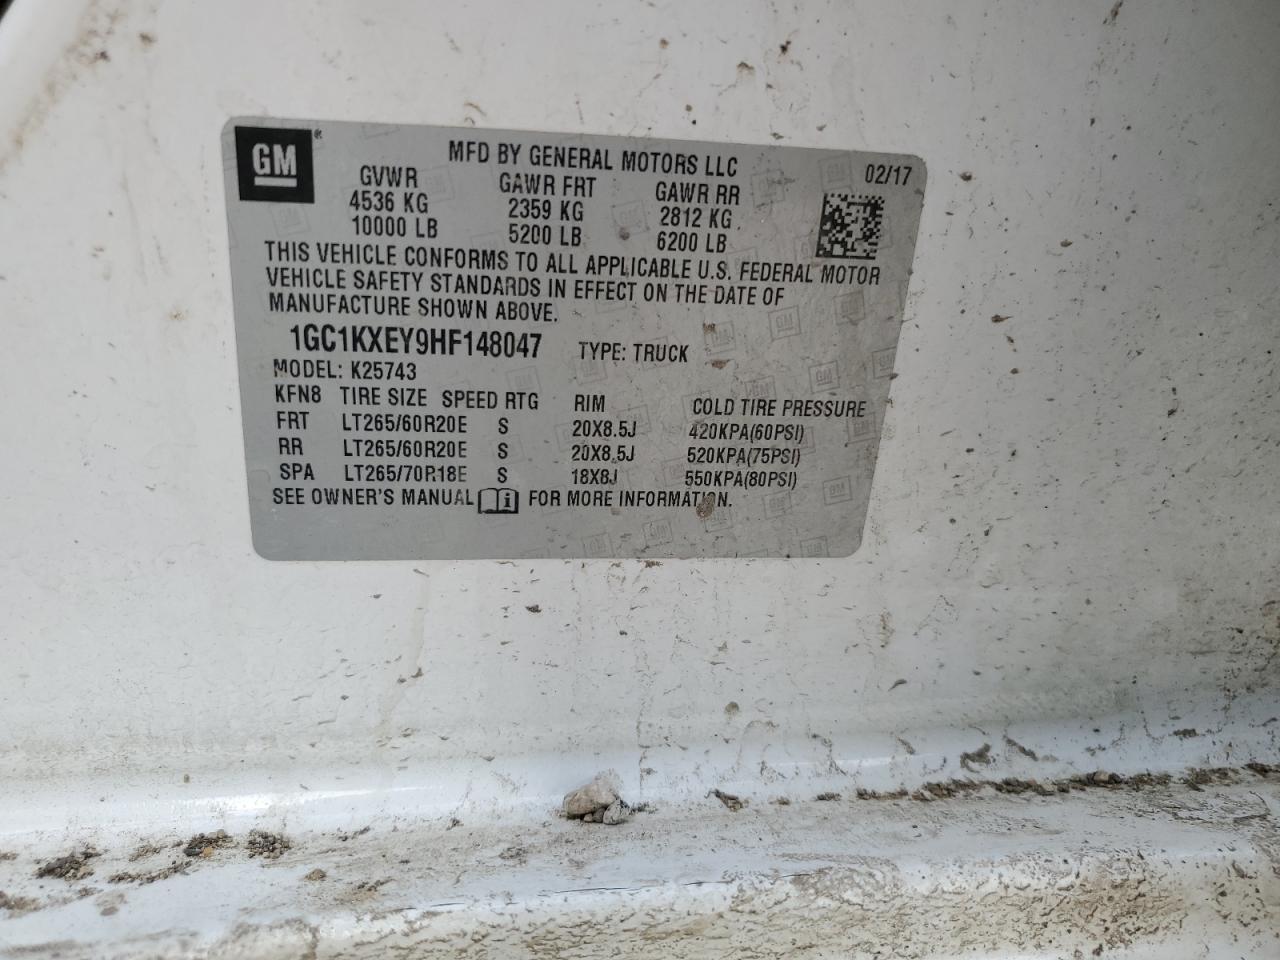 GM
MFD BY GENERAL MOTORS LLC 02/17
GVWR GAWR FRT GAWR RR
4536 KG 2359 KG 2812 KG
10000 LB 5200 LB 6200 LB
THIS VEHICLE CONFORMS TO ALL APPLICABLE U.S. FEDERAL MOTOR
VEHICLE SAFETY STANDARDS IN EFFECT ON THE DATE OF
MANUFACTURE SHOWN ABOVE.
1GC1KXEY9HF148047 TYPE: TRUCK
MODEL: K25743
KFN8 TIRE SIZE SPEED RTG RIM COLD TIRE PRESSURE
FRT LT265/60R20E S 20X8.5J 420KPA(60PSI)
RR LT265/60R20E S 20X8.5J 520KPA(75PSI)
SPA LT265/70R18E S 18X8J 550KPA(80PSI)
SEE OWNER'S MANUAL FOR MORE INFORMATION.